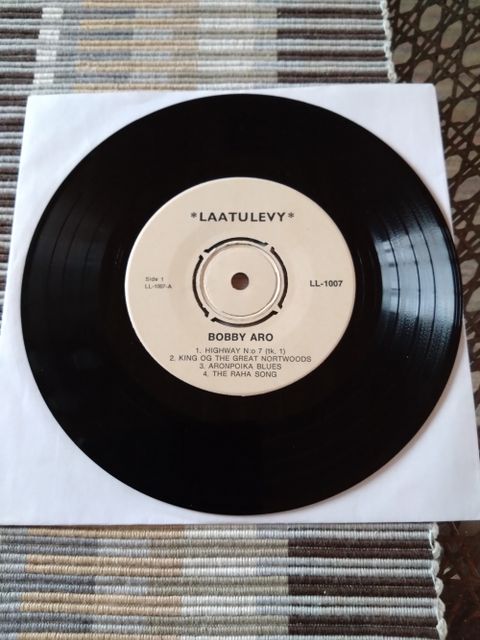 *LAATULEVY*
Side 1
LL-1007-A
LL-1007
BOBBY ARO
1. HIGHWAY N:o 7 (tk. 1)
2. KING OG THE GREAT NORTWOODS
3. ARONPOIKA BLUES
4. THE RAHA SONG